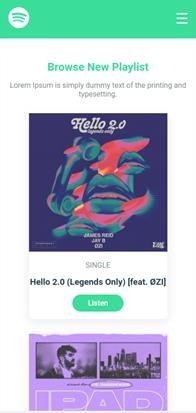 Browse New Playlist
Lorem Ipsum is simply dummy text of the printing and
typesetting.
Hello 2.0
legends only
JAMES REID
JAY B
ØZI
SINGLE
Hello 2.0 (Legends Only) [feat. ØZI]
Listen